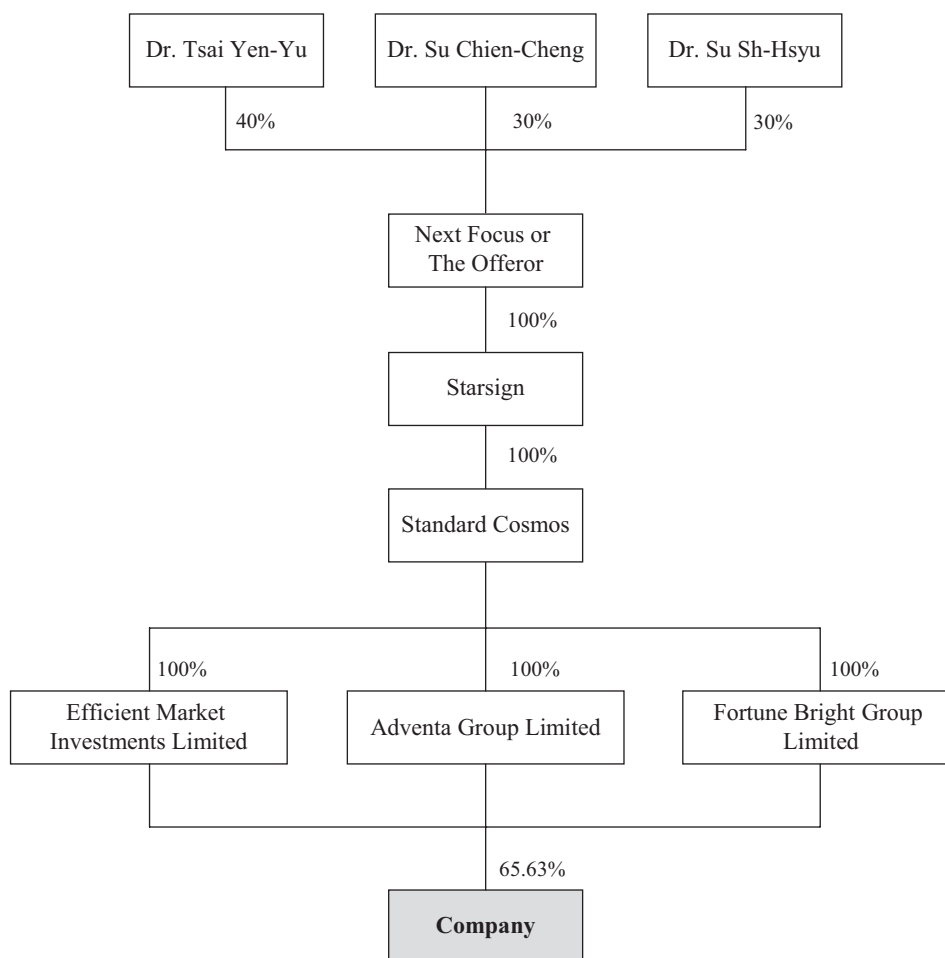 Dr. Tsai Yen-Yu
Dr. Su Chien-Cheng
Dr. Su Sh-Hsyu
40%
30%
30%
Next Focus or
The Offeror
100%
Starsign
100%
Standard Cosmos
100%
100%
100%
Efficient Market
Investments Limited
Adventa Group Limited
Fortune Bright Group
Limited
65.63%
Company